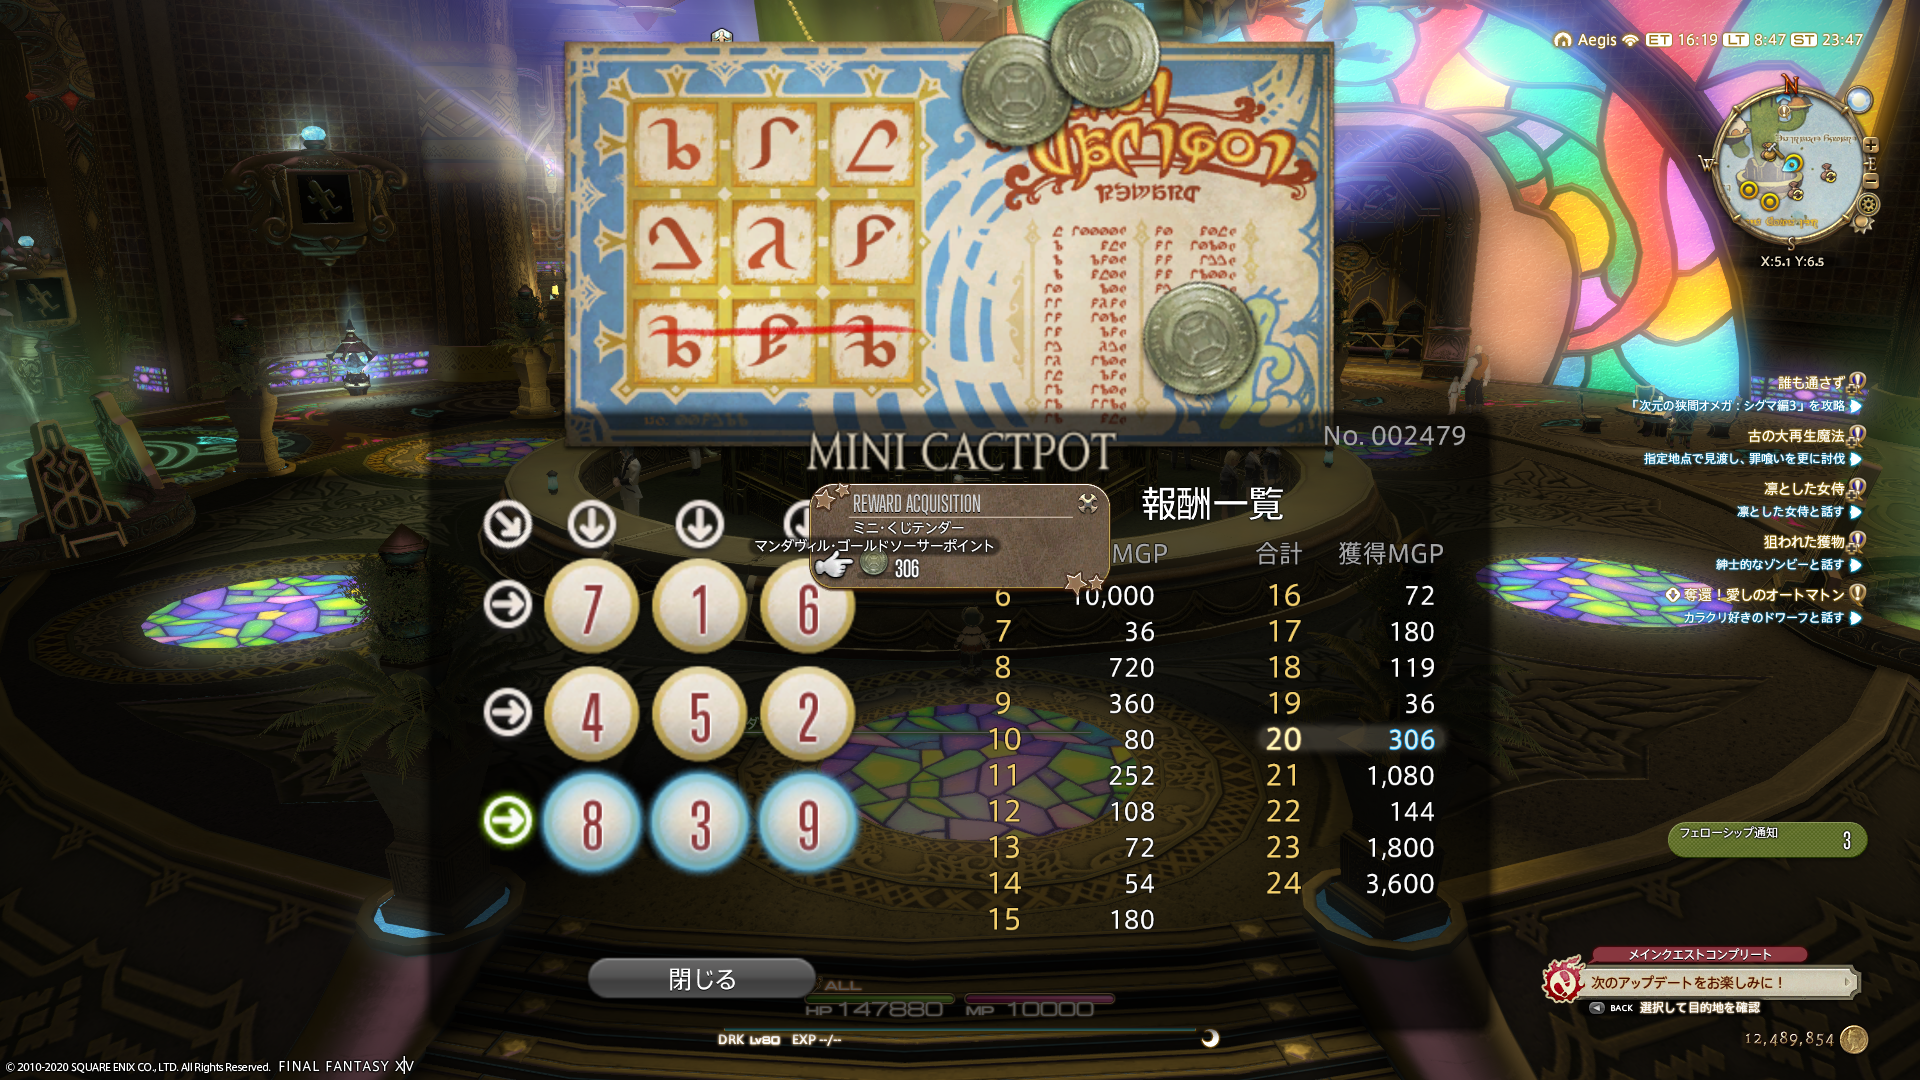 Aegis ET 16:19 LT 8:47 ST 23:47
N
W
E
S
X:5.1 Y:6.5
No. 002479
MINI CACTPOT
REWARD ACQUISITION
ミニ・くじテンダー
マンダヴィル・ゴールドソーサーポイント
306
報酬一覧
MGP 合計 獲得MGP
7 1 6
4 5 2
8 3 9
6 10,000 16 72
7 36 17 180
8 720 18 119
9 360 19 36
10 80 20 306
11 252 21 1,080
12 108 22 144
13 72 23 1,800
14 54 24 3,600
15 180
閉じる
ALL
HP 147880 MP 10000
DRK Lv80 EXP --/--
誰も通さず
「次元の狭間オメガ：シグマ編3」を攻略
古の大再生魔法
指定地点で見渡し、罪喰いを更に討伐
凛とした女侍
凛とした女侍と話す
狙われた獲物
紳士的なゾンビーと話す
奪還！愛しのオートマトン
カラクリ好きのドワーフと話す
フェローシップ通知 3
メインクエストコンプリート
次のアップデートをお楽しみに！
BACK 選択して目的地を確認
12,489,854
© 2010-2020 SQUARE ENIX CO., LTD. All Rights Reserved. FINAL FANTASY XIV